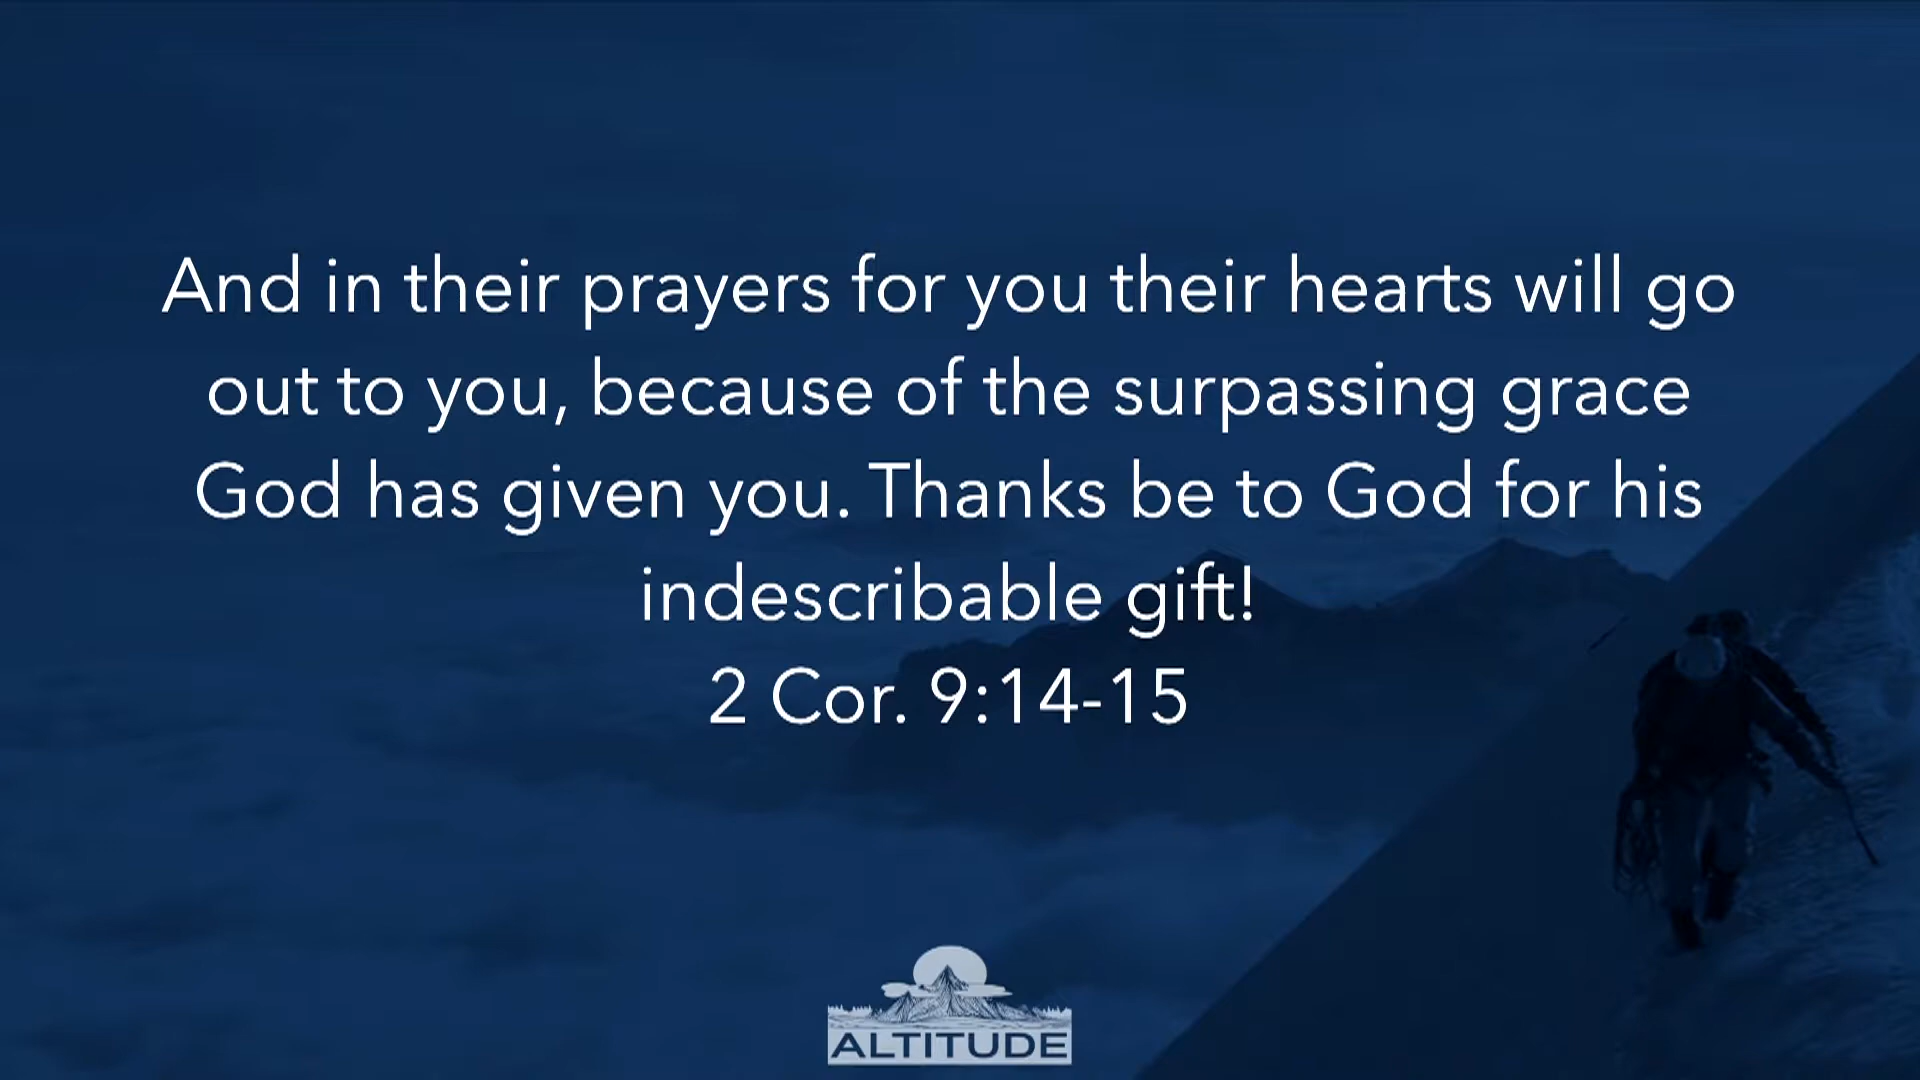 And in their prayers for you their hearts will go
out to you, because of the surpassing grace
God has given you. Thanks be to God for his
indescribable gift!
2 Cor. 9:14-15
ALTITUDE